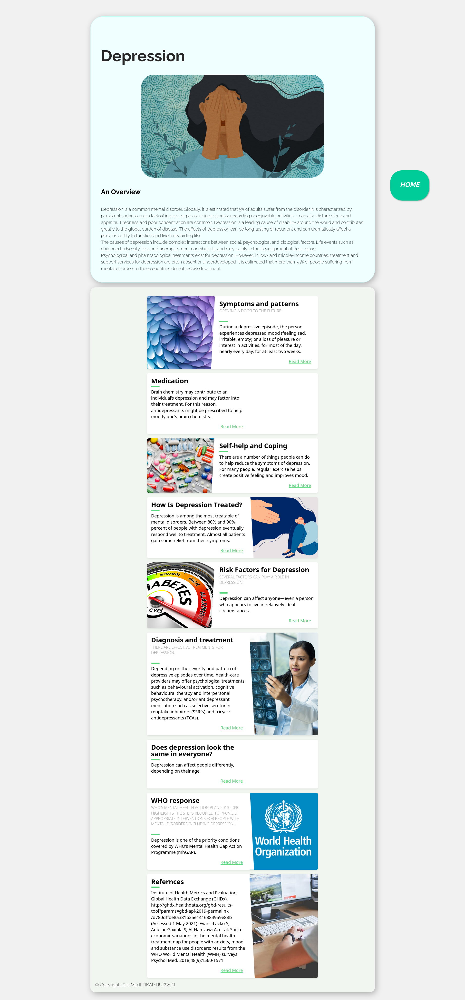 Depression
HOME
An Overview
Depression is a common mental disorder. Globally, it is estimated that 5% of adults suffer from the disorder. It is characterized by
persistent sadness and a lack of interest or pleasure in previously rewarding or enjoyable activities. It can also disturb sleep and
appetite. Tiredness and poor concentration are common. Depression is a leading cause of disability around the world and contributes
greatly to the global burden of disease. The effects of depression can be long-lasting or recurrent and can dramatically affect a
person's ability to function and live a rewarding life.
The causes of depression include complex interactions between social, psychological and biological factors. Life events such as
childhood adversity, loss and unemployment contribute to and may catalyse the development of depression.
Psychological and pharmacological treatments exist for depression. However, in low- and middle-income countries, treatment and
support services for depression are often absent or underdeveloped. It is estimated that more than 75% of people suffering from
mental disorders in these countries do not receive treatment.
Symptoms and patterns
OPENING A DOOR TO THE FUTURE
During a depressive episode, the person
experiences depressed mood (feeling sad,
irritable, empty) or a loss of pleasure or
interest in activities, for most of the day,
nearly every day, for at least two weeks.
Read More
Medication
Brain chemistry may contribute to an
individual's depression and may factor into
their treatment. For this reason,
antidepressants might be prescribed to help
modify one's brain chemistry.
Read More
Self-help and Coping
There are a number of things people can do
to help reduce the symptoms of depression.
For many people, regular exercise helps
create positive feeling and improves mood.
Read More
How Is Depression Treated?
Depression is among the most treatable of
mental disorders. Between 80% and 90%
percent of people with depression eventually
respond well to treatment. Almost all patients
gain some relief from their symptoms.
Read More
NORMAL
HIGH
ALARMING
IABETES
Level
Risk Factors for Depression
SEVERAL FACTORS CAN PLAY A ROLE IN
DEPRESSION:
Depression can affect anyone—even a person
who appears to live in relatively ideal
circumstances.
Read More
Diagnosis and treatment
THERE ARE EFFECTIVE TREATMENTS FOR
DEPRESSION.
Depending on the severity and pattern of
depressive episodes over time, health-care
providers may offer psychological treatments
such as behavioural activation, cognitive
behavioural therapy and interpersonal
psychotherapy, and/or antidepressant
medication such as selective serotonin
reuptake inhibitors (SSRIs) and tricyclic
antidepressants (TCAs).
Read More
Does depression look the
same in everyone?
Depression can affect people differently,
depending on their age.
Read More
WHO response
WHO'S MENTAL HEALTH ACTION PLAN 2013-2030
HIGHLIGHTS THE STEPS REQUIRED TO PROVIDE
APPROPRIATE INTERVENTIONS FOR PEOPLE WITH
MENTAL DISORDERS INCLUDING DEPRESSION.
Depression is one of the priority conditions
covered by WHO's Mental Health Gap Action
Programme (mhGAP).
Read More
World Health
Organization
Refernces
Institute of Health Metrics and Evaluation.
Global Health Data Exchange (GHDx).
http://ghdx.healthdata.org/gbd-results-
tool?params=gbd-api-2019-permalink
/d780dffbe8a381b25e1416884959e88b
(Accessed 1 May 2021). Evans-Lacko S,
Aguilar-Gaxiola S, Al-Hamzawi A, et al. Socio-
economic variations in the mental health
treatment gap for people with anxiety, mood,
and substance use disorders: results from the
WHO World Mental Health (WMH) surveys.
Psychol Med. 2018;48(9):1560-1571.
Read More
© Copyright 2022 MD IFTIKAR HUSSAIN